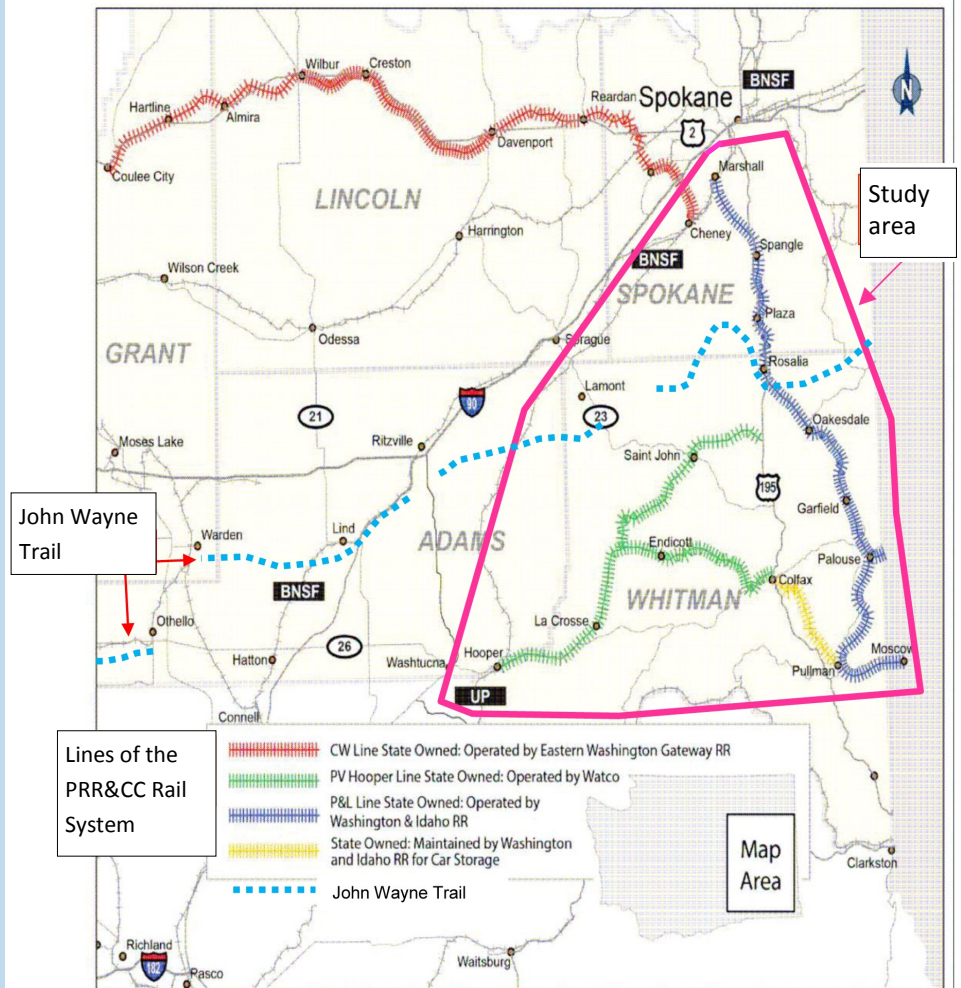 Wilbur
Creston
BNSF
N
Hartline
Almira
Reardan
Spokane
2
Davenport
Marshall
Coulee City
LINCOLN
Study
area
Harrington
Cheney
BNSF
Spangle
Wilson Creek
SPOKANE
Plaza
Odessa
Sprague
GRANT
Rosalia
Lamont
90
21
23
Oakesdale
Moses Lake
Ritzville
Saint John
195
Garfield
John Wayne
Trail
Warden
Lind
ADAMS
Endicott
Palouse
BNSF
Colfax
WHITMAN
Othello
La Crosse
26
Hatton
Washtucna
Hooper
Moscow
Pullman
UP
Connell
Lines of the
PRR&CC Rail
System
CW Line State Owned: Operated by Eastern Washington Gateway RR
PV Hooper Line State Owned: Operated by Watco
P&L Line State Owned: Operated by
Washington & Idaho RR
State Owned: Maintained by Washington
and Idaho RR for Car Storage
John Wayne Trail
Map
Area
Clarkston
Richland
182
Pasco
Waitsburg